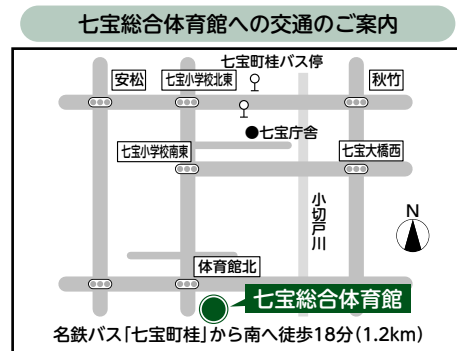 七宝総合体育館への交通のご案内
七宝町桂バス停
安松
七宝小学校北東
秋竹
●七宝庁舎
七宝小学校南東
七宝大橋西
小切戸川
N
体育館北
七宝総合体育館
名鉄バス「七宝町桂」から南へ徒歩18分(1.2km)